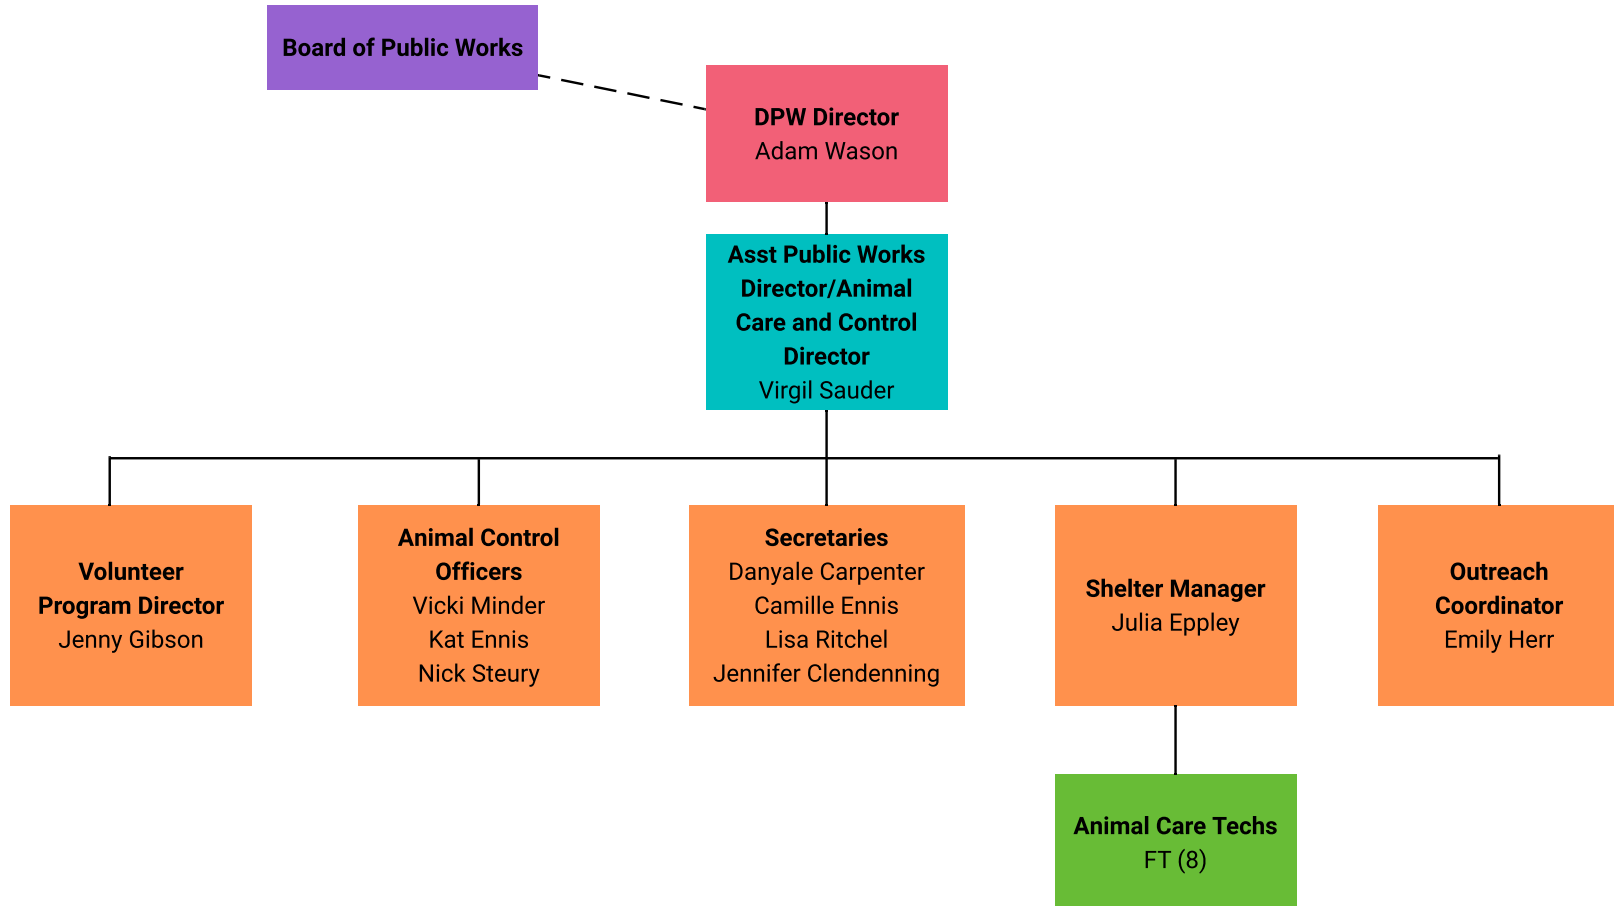 Board of Public Works
DPW Director
Adam Wason
Asst Public Works
Director/Animal
Care and Control
Director
Virgil Sauder
Volunteer
Program Director
Jenny Gibson
Animal Control
Officers
Vicki Minder
Kat Ennis
Nick Steury
Secretaries
Danyale Carpenter
Camille Ennis
Lisa Ritchel
Jennifer Clendenning
Shelter Manager
Julia Eppley
Outreach
Coordinator
Emily Herr
Animal Care Techs
FT (8)